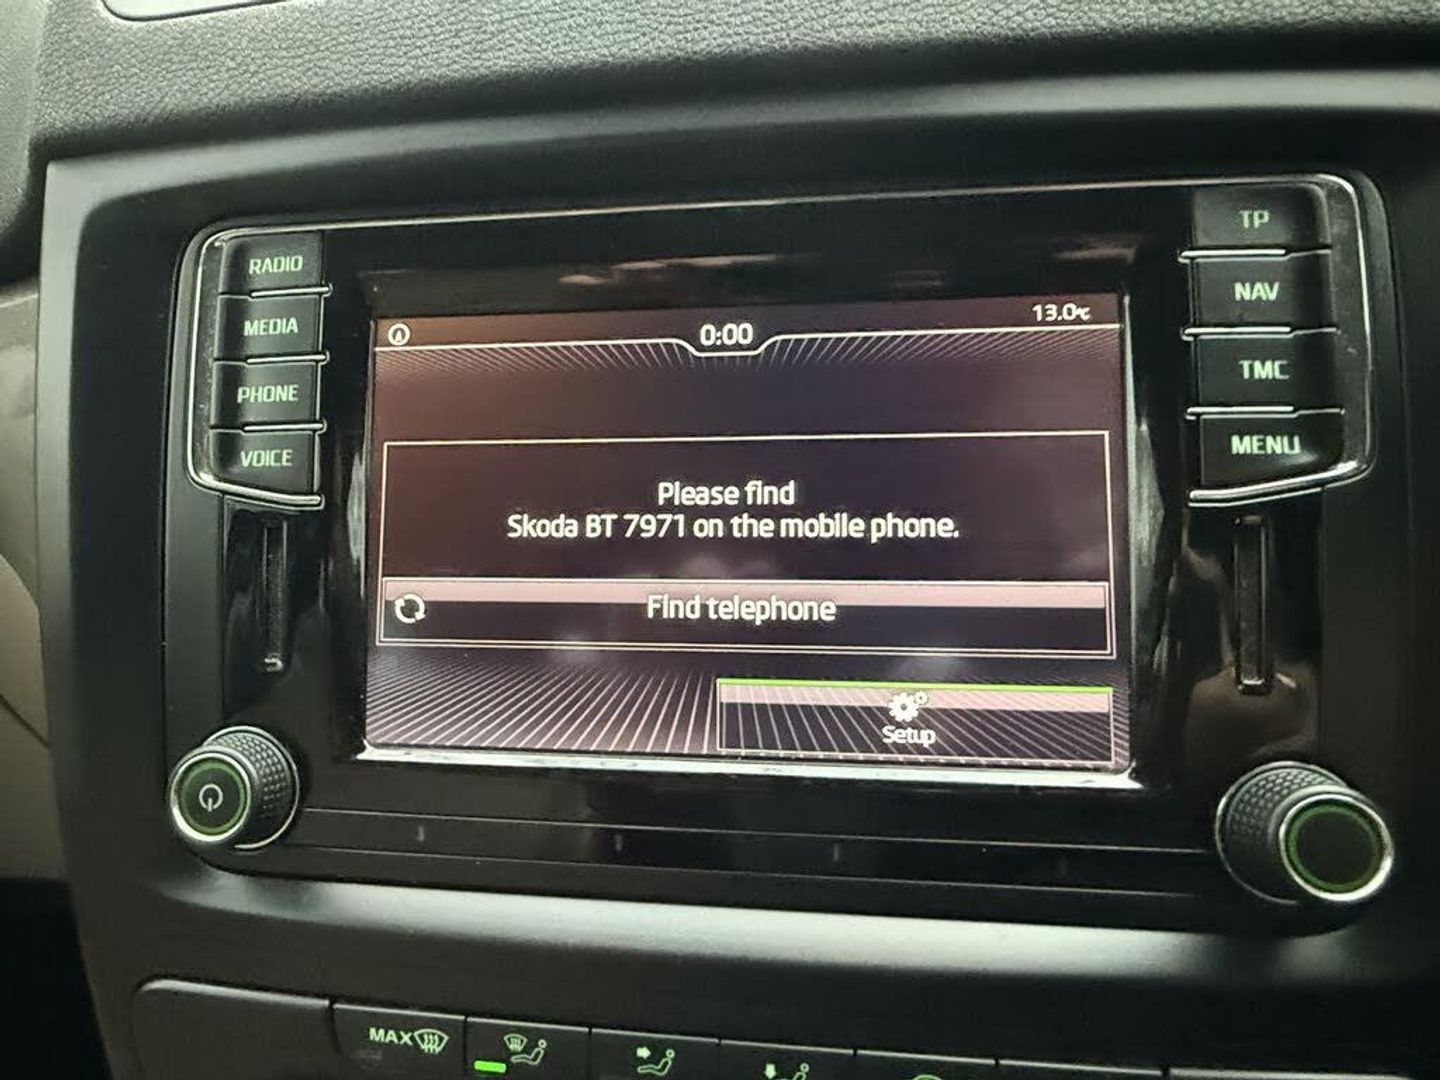 RADIO
MEDIA
PHONE
VOICE
TP
NAV
TMC
MENU
0:00
13.0°C
Please find
Skoda BT 7971 on the mobile phone.
Find telephone
Setup
MAX